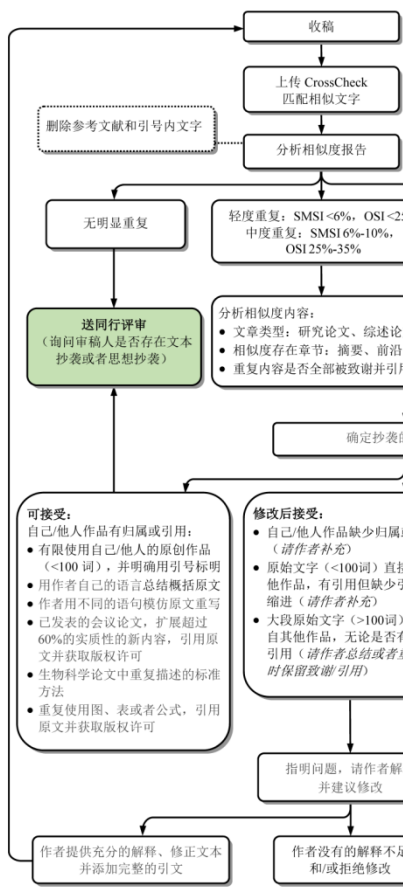 收稿
上传 CrossCheck
匹配相似文字
删除参考文献和引号内文字
分析相似度报告
无明显重复
轻度重复：SMSI<6%，OSI<25
中度重复：SMSI 6%-10%，
OSI 25%-35%
送同行评审
（询问审稿人是否存在文本
抄袭或者思想抄袭）
分析相似度内容：
● 文章类型：研究论文、综述论
● 相似度存在章节：摘要、前沿
● 重复内容是否全部被致谢并引用
确定抄袭的
可接受：
自己/他人作品有归属或引用：
● 有限使用自己/他人的原创作品
（<100 词），并明确用引号标明
● 用作者自己的语言总结概括原文
● 作者用不同的语句模仿原文重写
● 已发表的会议论文，扩展超过
60%的实质性的新内容，引用原
文并获取版权许可
● 生物科学论文中重复描述的标准
方法
● 重复使用图、表或者公式，引用
原文并获取版权许可
修改后接受：
● 自己/他人作品缺少归属
（请作者补充）
● 原始文字（<100词）直接
他作品，有引用但缺少引
缩进（请作者补充）
● 大段原始文字（>100词）
自其他作品，无论是否有
引用（请作者总结或者重
时保留致谢/引用）
指明问题，请作者解
并建议修改
作者提供充分的解释、修正文本
并添加完整的引文
作者没有的解释不足
和/或拒绝修改